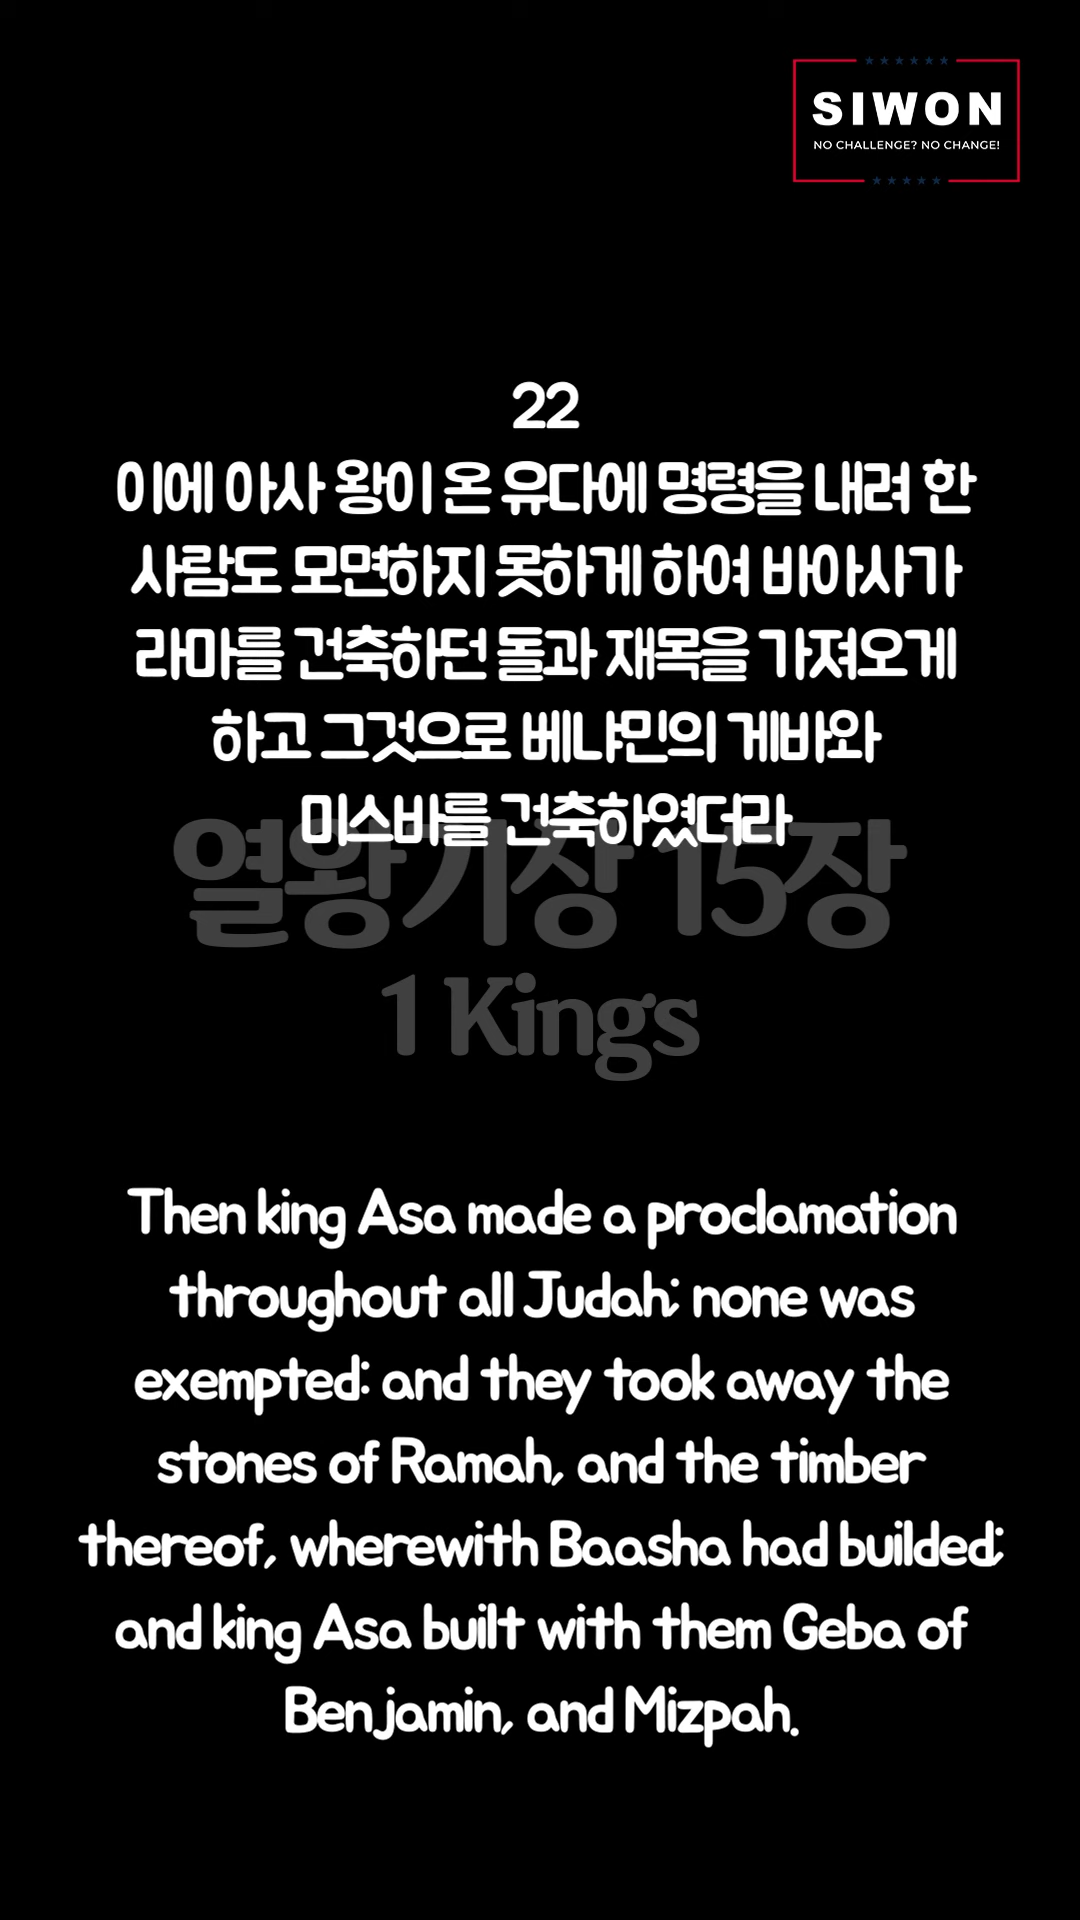 SIWON
NO CHALLENGE? NO CHANGE!
22
이에 아사 왕이 온 유다에 명령을 내려 한
사람도 모면하지 못하게 하여 바아사가
라마를 건축하던 돌과 재목을 가져오게
하고 그것으로 베냐민의 게바와
미스바를 건축하였더라
열왕기상 15장
1 Kings
Then king Asa made a proclamation
throughout all Judah; none was
exempted: and they took away the
stones of Ramah, and the timber
thereof, wherewith Baasha had builded;
and king Asa built with them Geba of
Benjamin, and Mizpah.